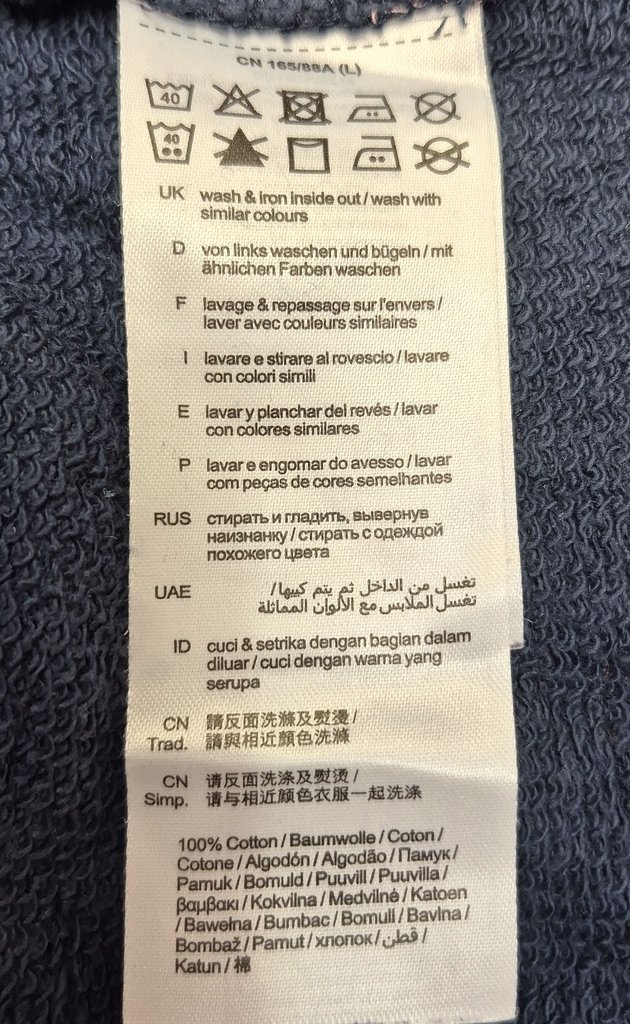 CN 165/88A (L)
40
40
UK wash & iron inside out / wash with
similar colours
D von links waschen und bügeln / mit
ähnlichen Farben waschen
F lavage & repassage sur l'envers /
laver avec couleurs similaires
I lavare e stirare al rovescio / lavare
con colori simili
E lavar y planchar del revés / lavar
con colores similares
P lavar e engomar do avesso / lavar
com peças de cores semelhantes
RUS стирать и гладить, вывернув
наизнанку / стирать с одеждой
похожего цвета
UAE تغسل من الداخل ثم يتم كيها/
تغسل الملابس مع الألوان المماثلة
ID cuci & setrika dengan bagian dalam
diluar / cuci dengan warna yang
serupa
CN 請反面洗滌及熨燙 /
Trad. 請與相近顏色洗滌
CN 请反面洗涤及熨烫 /
Simp. 请与相近颜色衣服一起洗涤
100% Cotton / Baumwolle / Coton /
Cotone / Algodón / Algodão / Памук /
Pamuk / Bomuld / Puuvill / Puuvilla /
βαμβακι / Kokvilna / Medvilnė / Katoen
/ Bawełna / Bumbac / Bomull / Bavlna /
Bombaž / Pamut / хлопок / قطن /
Katun / 棉